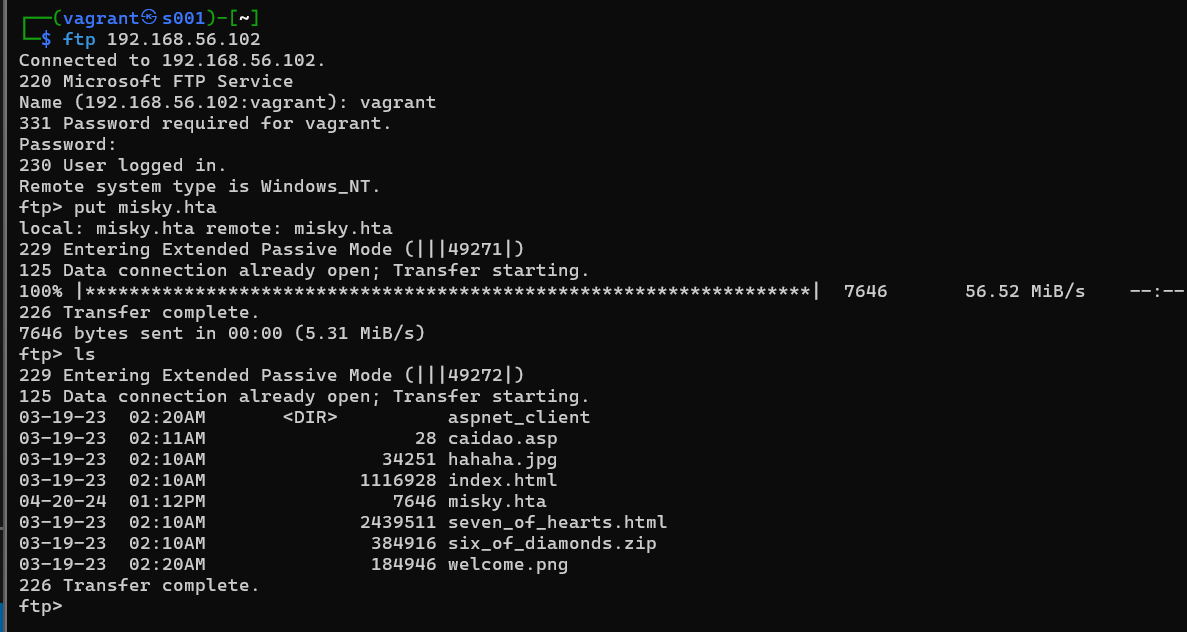 ┌──(vagrant㉿s001)-[~]
└─$ ftp 192.168.56.102
Connected to 192.168.56.102.
220 Microsoft FTP Service
Name (192.168.56.102:vagrant): vagrant
331 Password required for vagrant.
Password:
230 User logged in.
Remote system type is Windows_NT.
ftp> put misky.hta
local: misky.hta remote: misky.hta
229 Entering Extended Passive Mode (|||49271|)
125 Data connection already open; Transfer starting.
100% |******************************************************************|  7646       56.52 MiB/s    --:--
226 Transfer complete.
7646 bytes sent in 00:00 (5.31 MiB/s)
ftp> ls
229 Entering Extended Passive Mode (|||49272|)
125 Data connection already open; Transfer starting.
03-19-23  02:20AM       <DIR>          aspnet_client
03-19-23  02:11AM                   28 caidao.asp
03-19-23  02:10AM                34251 hahaha.jpg
03-19-23  02:10AM              1116928 index.html
04-20-24  01:12PM                 7646 misky.hta
03-19-23  02:10AM              2439511 seven_of_hearts.html
03-19-23  02:10AM               384916 six_of_diamonds.zip
03-19-23  02:20AM               184946 welcome.png
226 Transfer complete.
ftp>